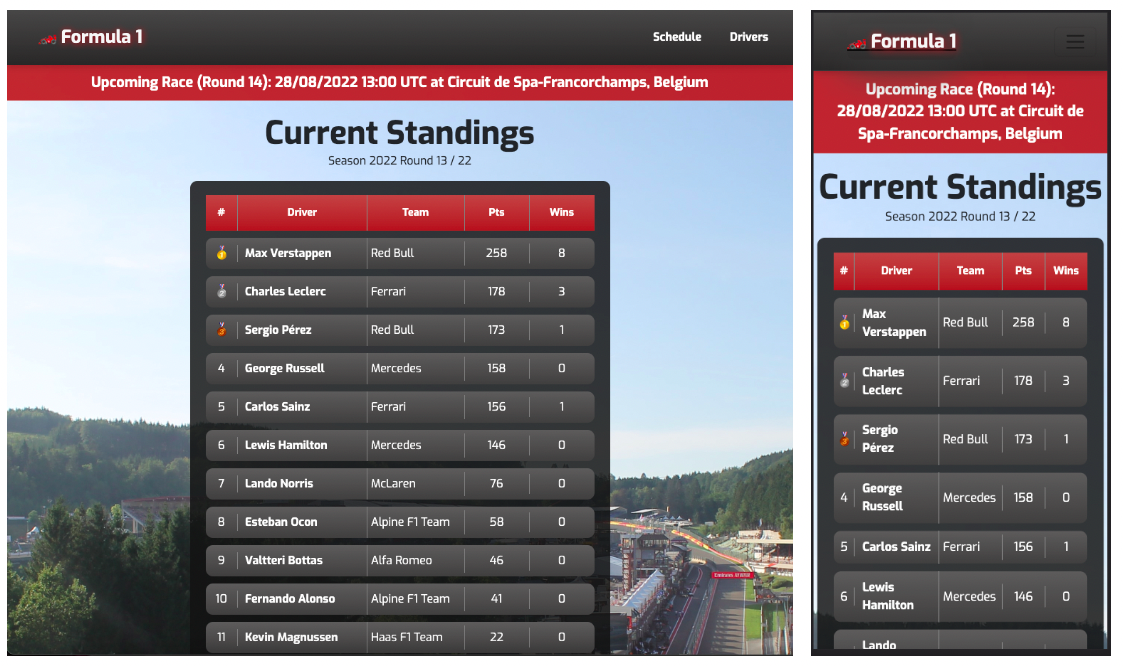 Formula 1
Schedule Drivers
Upcoming Race (Round 14): 28/08/2022 13:00 UTC at Circuit de Spa-Francorchamps, Belgium
Current Standings
Season 2022 Round 13 / 22
# Driver Team Pts Wins
1 Max Verstappen Red Bull 258 8
2 Charles Leclerc Ferrari 178 3
3 Sergio Pérez Red Bull 173 1
4 George Russell Mercedes 158 0
5 Carlos Sainz Ferrari 156 1
6 Lewis Hamilton Mercedes 146 0
7 Lando Norris McLaren 76 0
8 Esteban Ocon Alpine F1 Team 58 0
9 Valtteri Bottas Alfa Romeo 46 0
10 Fernando Alonso Alpine F1 Team 41 0
11 Kevin Magnussen Haas F1 Team 22 0
Emirates
Formula 1
Upcoming Race (Round 14):
28/08/2022 13:00 UTC at Circuit de
Spa-Francorchamps, Belgium
Current Standings
Season 2022 Round 13 / 22
# Driver Team Pts Wins
1 Max
Verstappen Red Bull 258 8
2 Charles
Leclerc Ferrari 178 3
3 Sergio
Pérez Red Bull 173 1
4 George
Russell Mercedes 158 0
5 Carlos Sainz Ferrari 156 1
6 Lewis
Hamilton Mercedes 146 0
Lando